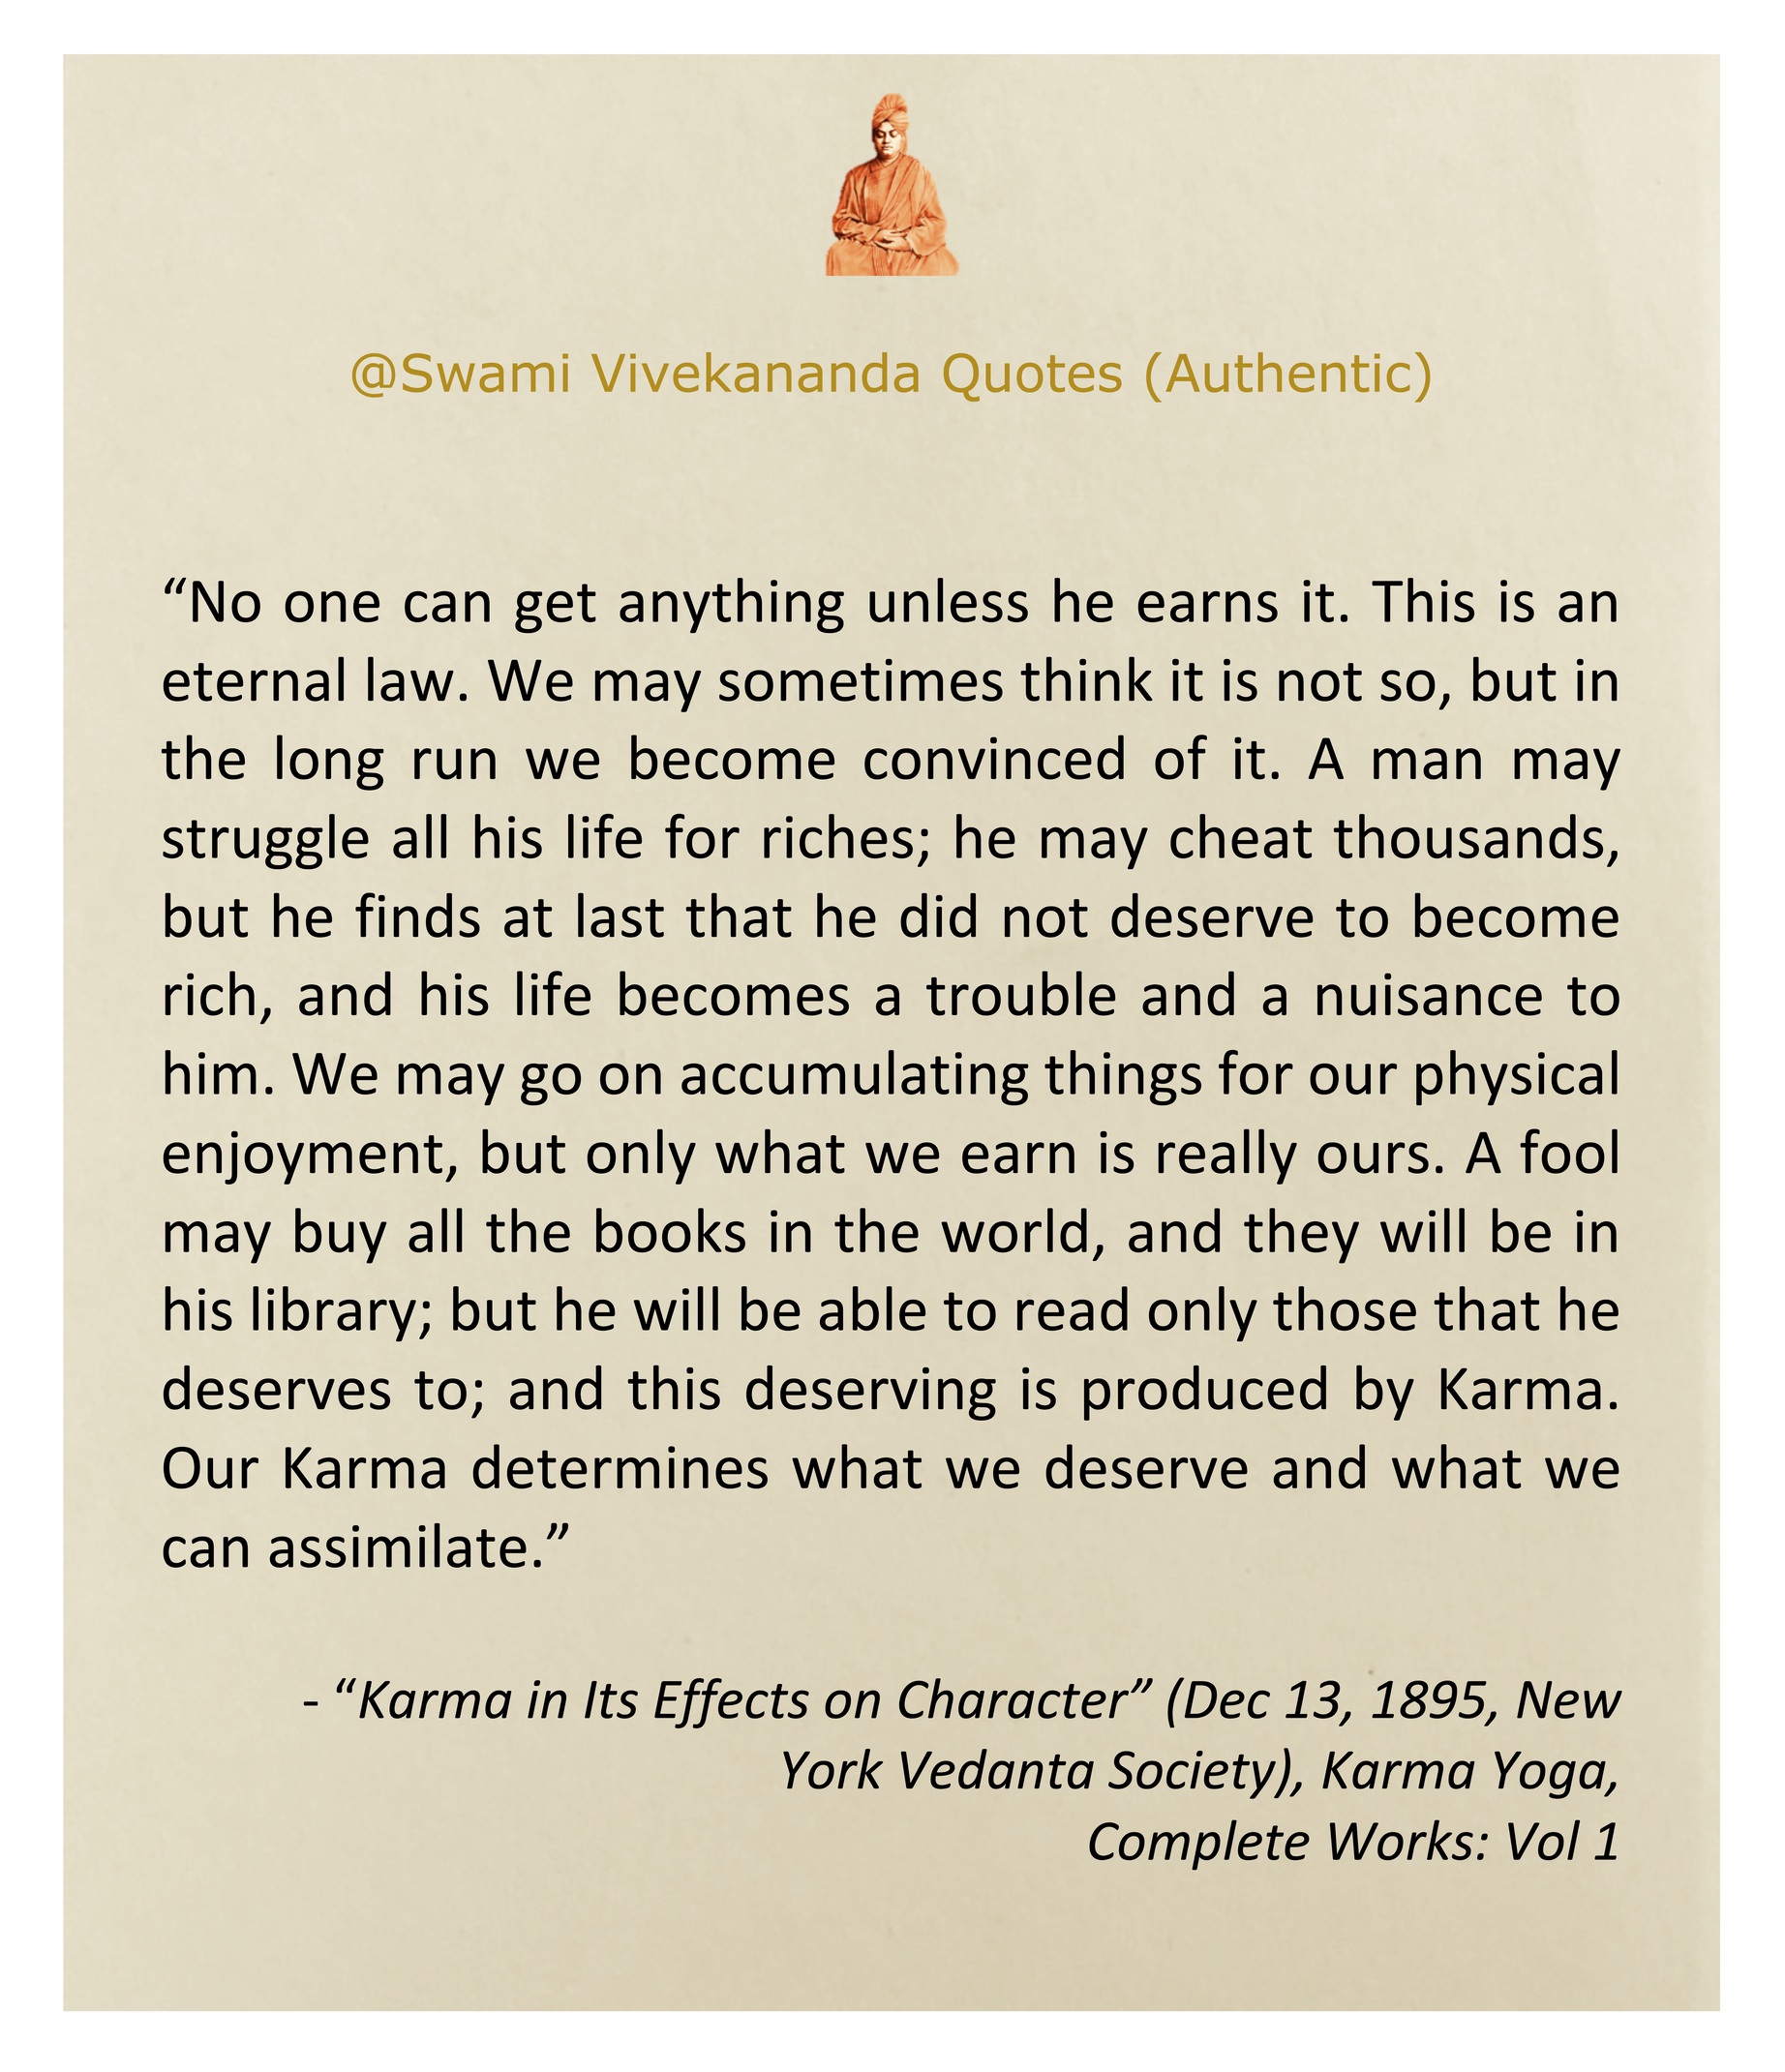 @Swami Vivekananda Quotes (Authentic)
“No one can get anything unless he earns it. This is an
eternal law. We may sometimes think it is not so, but in
the long run we become convinced of it. A man may
struggle all his life for riches; he may cheat thousands,
but he finds at last that he did not deserve to become
rich, and his life becomes a trouble and a nuisance to
him. We may go on accumulating things for our physical
enjoyment, but only what we earn is really ours. A fool
may buy all the books in the world, and they will be in
his library; but he will be able to read only those that he
deserves to; and this deserving is produced by Karma.
Our Karma determines what we deserve and what we
can assimilate.”
- “Karma in Its Effects on Character” (Dec 13, 1895, New
York Vedanta Society), Karma Yoga,
Complete Works: Vol 1